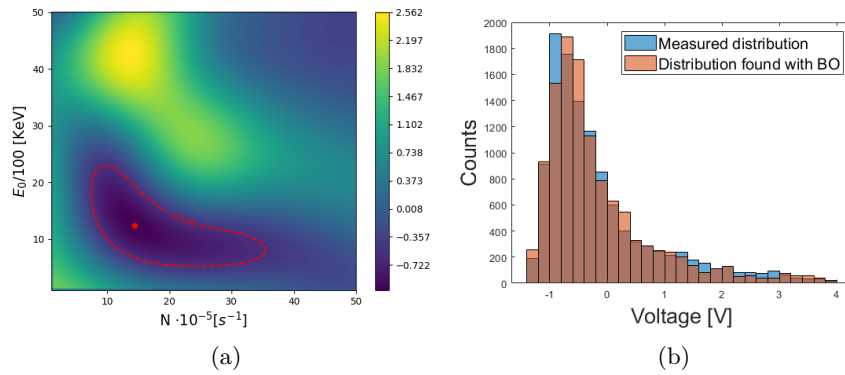 50
40
30
20
10
E₀/100 [KeV]
10 20 30 40 50
N ·10⁻⁵[s⁻¹]
2.562
2.197
1.832
1.467
1.102
0.738
0.373
0.008
-0.357
-0.722
(a)
2000
1800
1600
1400
1200
1000
800
600
400
200
0
Counts
Measured distribution
Distribution found with BO
-1 0 1 2 3 4
Voltage [V]
(b)